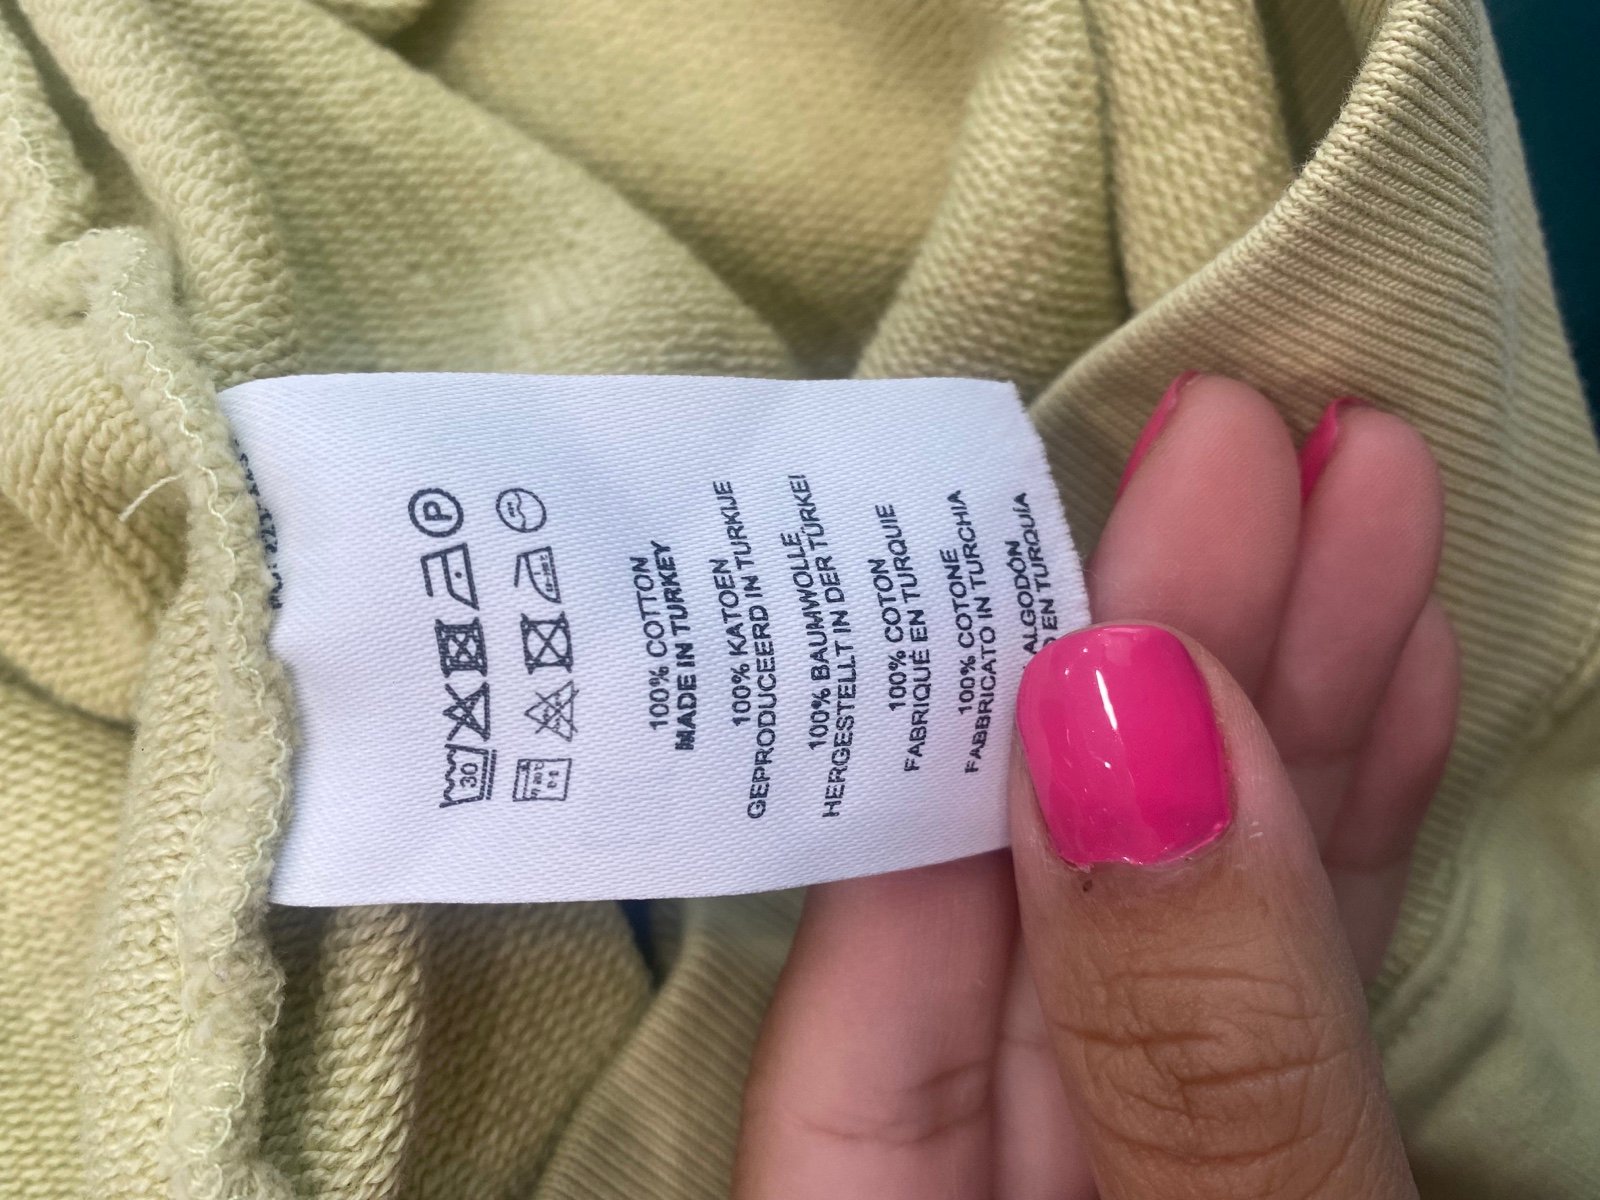 P
30
100% COTTON
MADE IN TURKEY
100% KATOEN
GEPRODUCEERD IN TURKIJE
100% BAUMWOLLE
HERGESTELLT IN DER TÜRKEI
100% COTON
FABRIQUÉ EN TURQUIE
100% COTONE
FABBRICATO IN TURCHIA
ALGODÓN
EN TURQUÍA